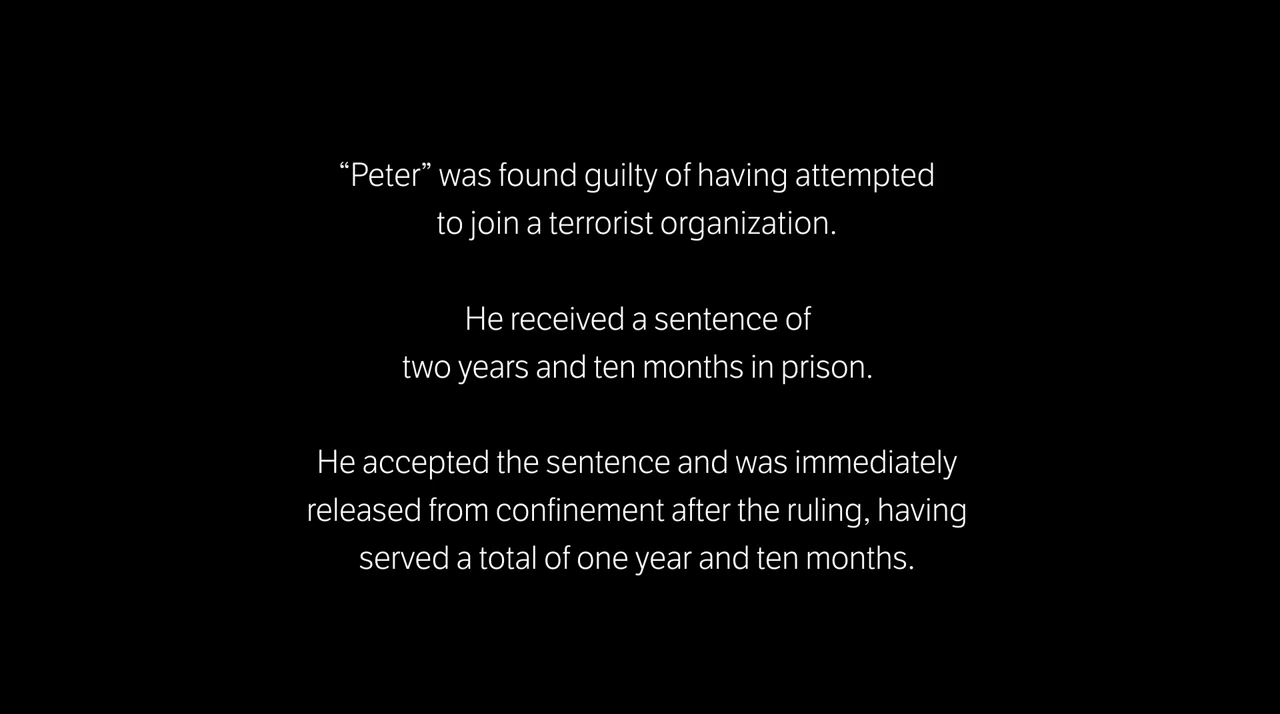 “Peter” was found guilty of having attempted
to join a terrorist organization.
He received a sentence of
two years and ten months in prison.
He accepted the sentence and was immediately
released from confinement after the ruling, having
served a total of one year and ten months.